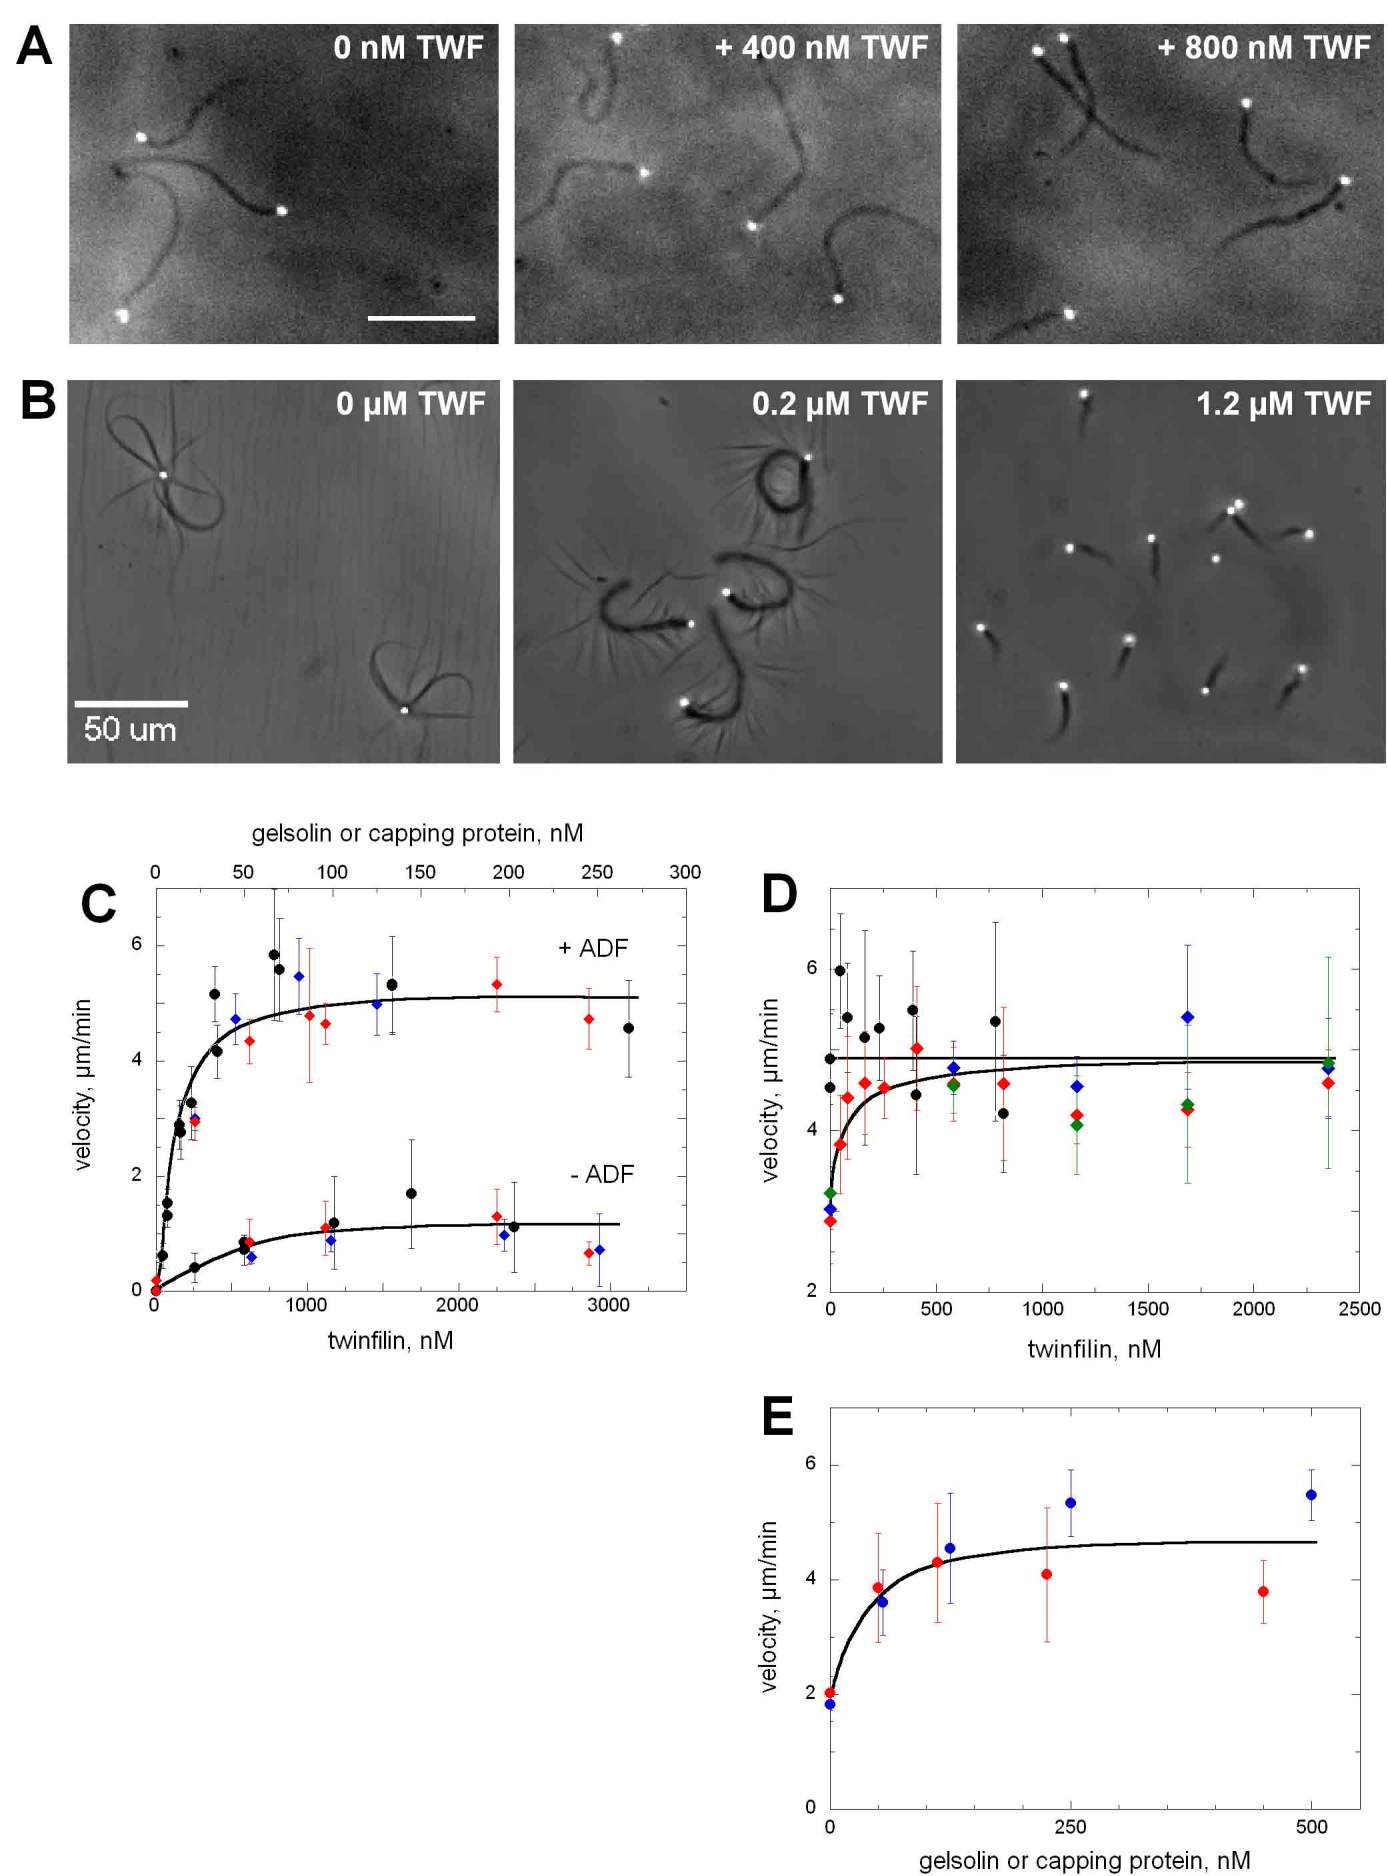 A
0 nM TWF
+ 400 nM TWF
+ 800 nM TWF
B
0 µM TWF
0.2 µM TWF
1.2 µM TWF
50 um
gelsolin or capping protein, nM
0 50 100 150 200 250 300
C
velocity, µm/min
6
4
2
0
+ ADF
- ADF
0 1000 2000 3000
twinfilin, nM
D
velocity, µm/min
6
4
2
0 500 1000 1500 2000 2500
twinfilin, nM
E
velocity, µm/min
6
4
2
0
0 250 500
gelsolin or capping protein, nM